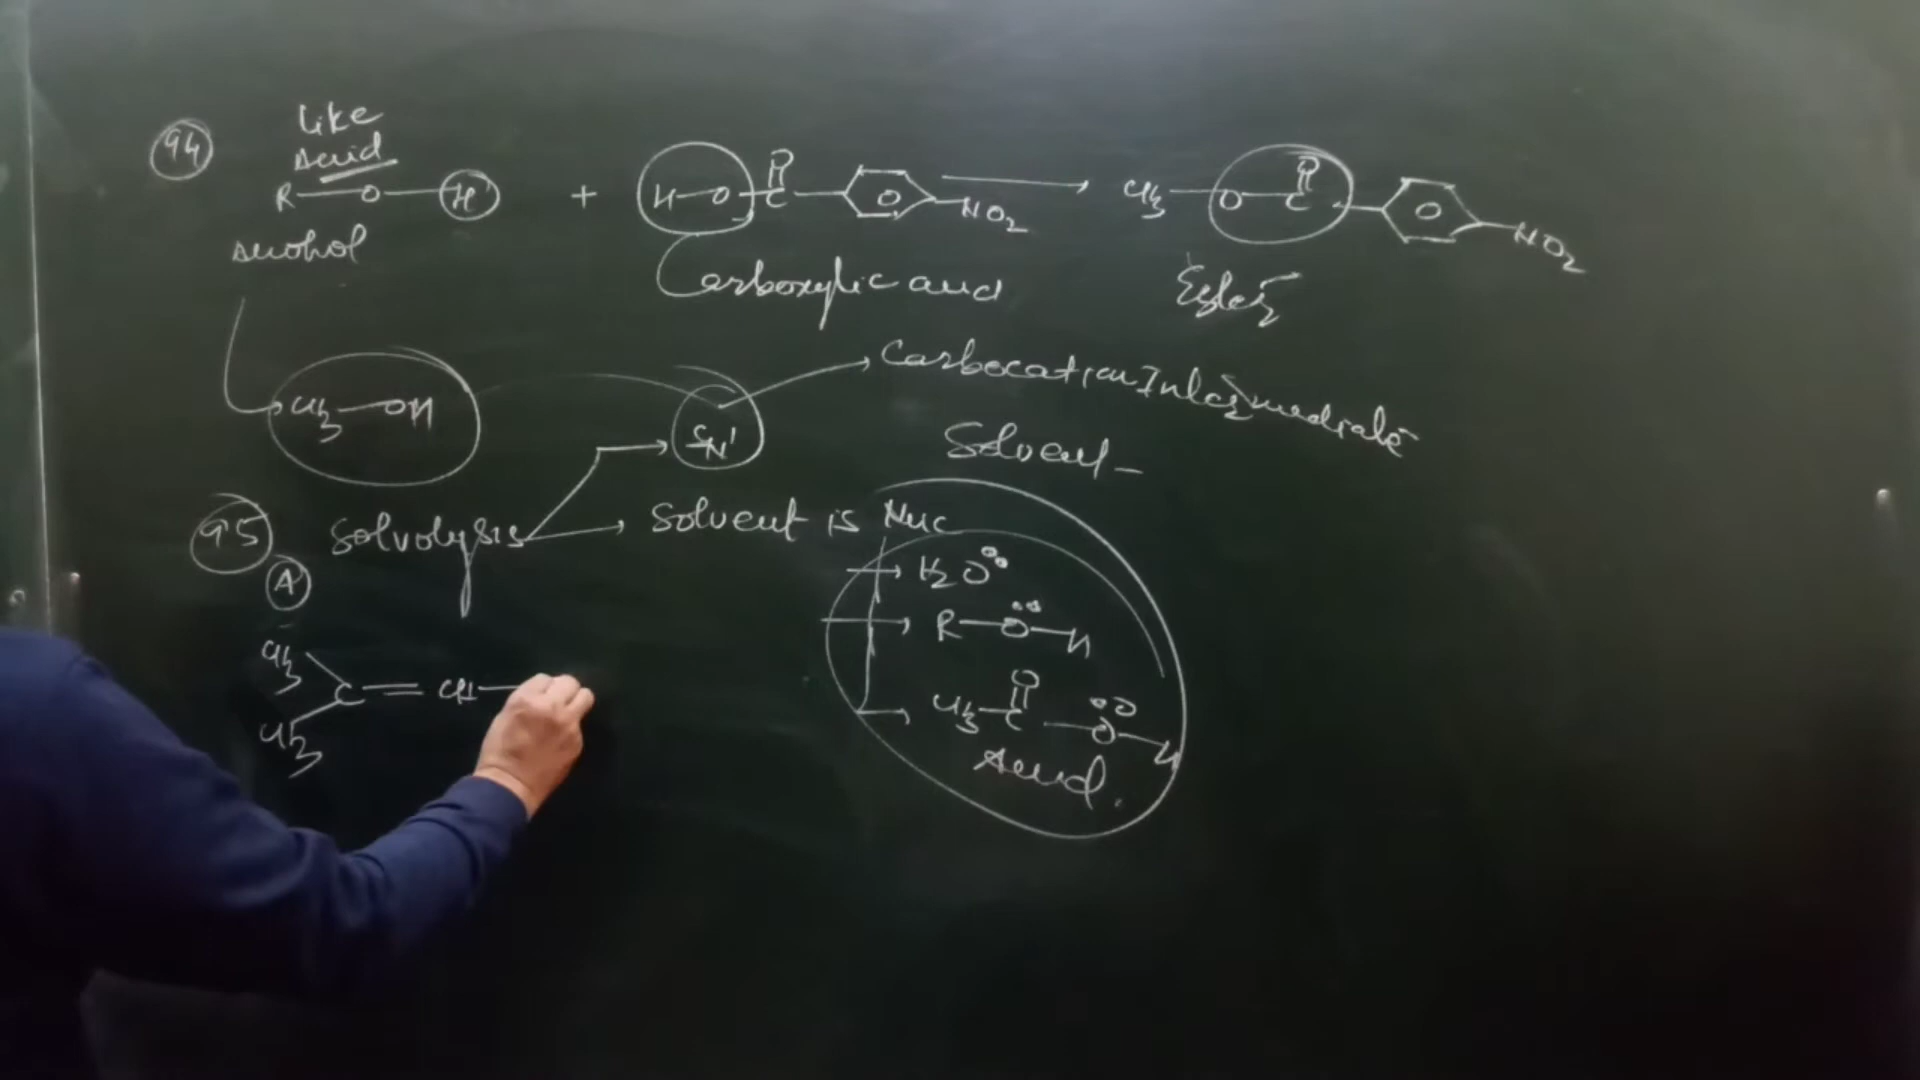 94
Like
Acid
R—O—H + H—O—C(=O)—⌬—NO2 → CH3—O—C(=O)—⌬—NO2
Alcohol
Carboxylic acid
Ester
CH3—OH
SN1 → Carbocation Intermediate
Solvent –
95 Solvolysis → Solvent is Nuc
A
→ H2O
→ R—O—H
CH3
CH3
C = CH—
→ CH3—C(=O)—O—H
Acid.